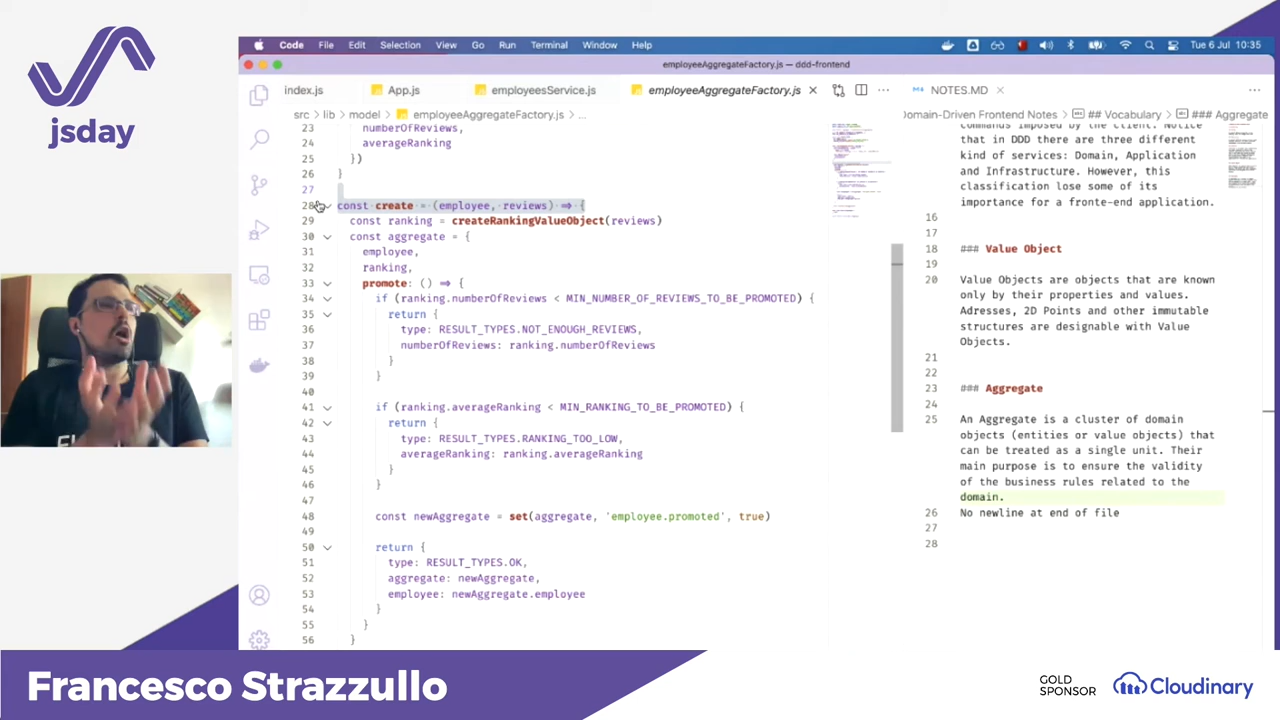 jsday
Code File Edit Selection View Go Run Terminal Window Help
Tue 6 Jul 10:35
employeeAggregateFactory.js — ddd-frontend
index.js
App.js
employeesService.js
employeeAggregateFactory.js
NOTES.MD
src > lib > model > employeeAggregateFactory.js > ...
Domain-Driven Frontend Notes > ## Vocabulary > ### Aggregate
23 numberOfReviews,
24 averageRanking
25 })
26 }
27
28 const create = (employee, reviews) => {
29 const ranking = createRankingValueObject(reviews)
30 const aggregate = {
31 employee,
32 ranking,
33 promote: () => {
34 if (ranking.numberOfReviews < MIN_NUMBER_OF_REVIEWS_TO_BE_PROMOTED) {
35 return {
36 type: RESULT_TYPES.NOT_ENOUGH_REVIEWS,
37 numberOfReviews: ranking.numberOfReviews
38 }
39 }
40
41 if (ranking.averageRanking < MIN_RANKING_TO_BE_PROMOTED) {
42 return {
43 type: RESULT_TYPES.RANKING_TOO_LOW,
44 averageRanking: ranking.averageRanking
45 }
46 }
47
48 const newAggregate = set(aggregate, 'employee.promoted', true)
49
50 return {
51 type: RESULT_TYPES.OK,
52 aggregate: newAggregate,
53 employee: newAggregate.employee
54 }
55 }
56 }
commands imposed by the client. Notice
that in DDD there are three different
kind of services: Domain, Application
and Infrastructure. However, this
classification lose some of its
importance for a fronte-end application.
16
17
18 ### Value Object
19
20 Value Objects are objects that are known
only by their properties and values.
Adresses, 2D Points and other immutable
structures are designable with Value
Objects.
21
22
23 ### Aggregate
24
25 An Aggregate is a cluster of domain
objects (entities or value objects) that
can be treated as a single unit. Their
main purpose is to ensure the validity
of the business rules related to the
domain.
26 No newline at end of file
27
28
Francesco Strazzullo
GOLD
SPONSOR
Cloudinary